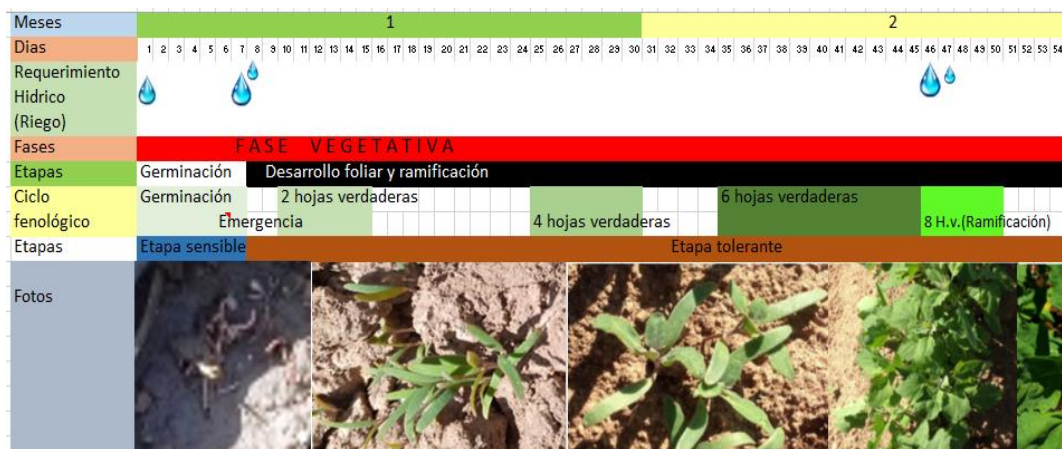 Meses 1 2
Dias 1 2 3 4 5 6 7 8 9 10 11 12 13 14 15 16 17 18 19 20 21 22 23 24 25 26 27 28 29 30 31 32 33 34 35 36 37 38 39 40 41 42 43 44 45 46 47 48 49 50 51 52 53 54
Requerimiento
Hidrico
(Riego)
Fases FASE VEGETATIVA
Etapas Germinación Desarrollo foliar y ramificación
Ciclo Germinación 2 hojas verdaderas 6 hojas verdaderas
fenológico Emergencia 4 hojas verdaderas 8 H.v.(Ramificación)
Etapas Etapa sensible Etapa tolerante
Fotos